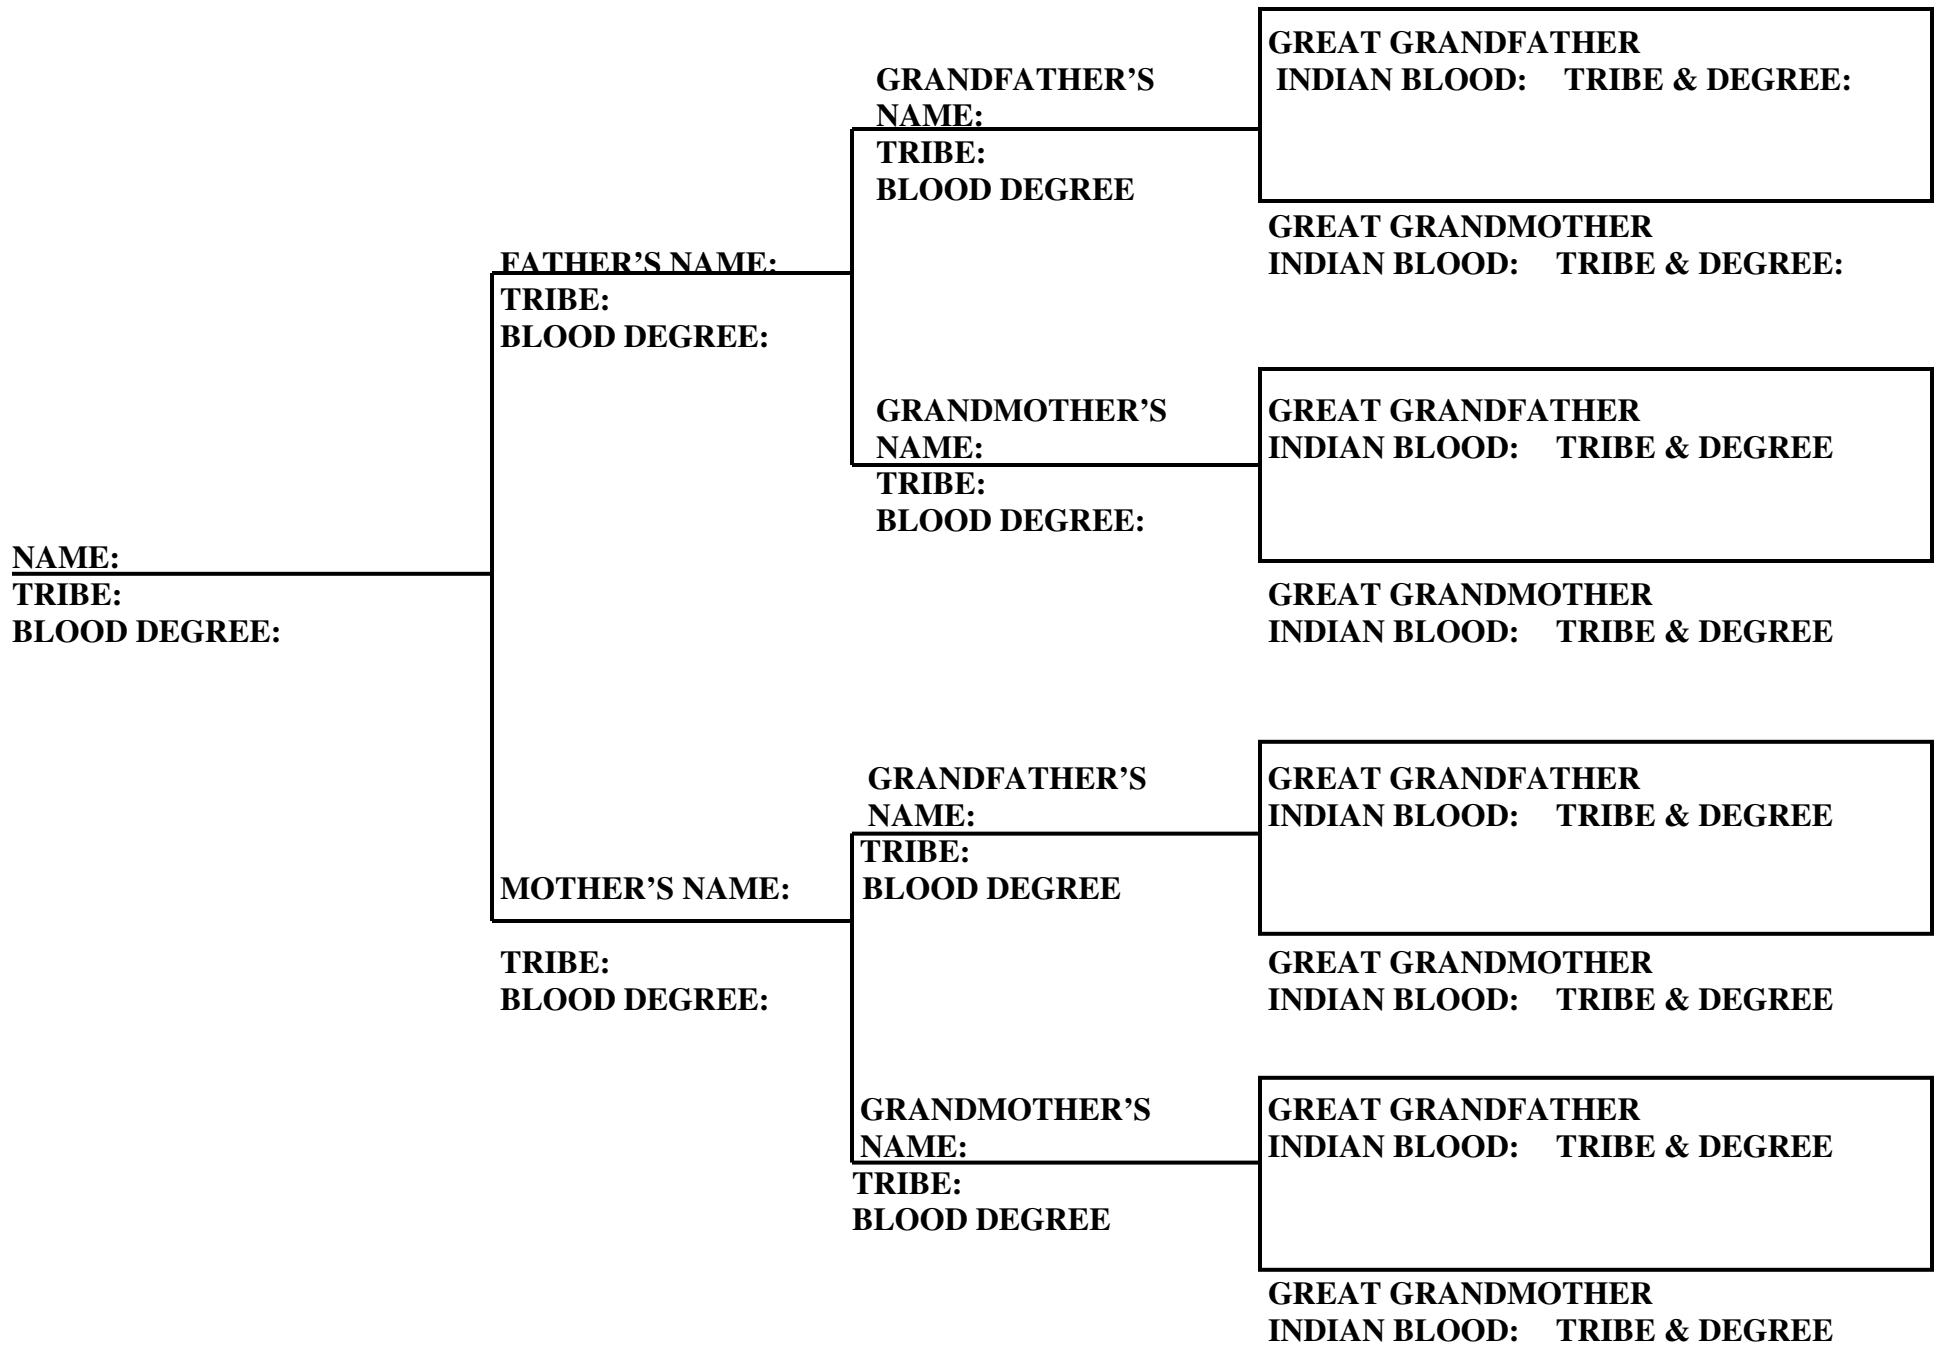 NAME:
TRIBE:
BLOOD DEGREE:
FATHER’S NAME:
TRIBE:
BLOOD DEGREE:
MOTHER’S NAME:
TRIBE:
BLOOD DEGREE:
GRANDFATHER’S
NAME:
TRIBE:
BLOOD DEGREE
GRANDMOTHER’S
NAME:
TRIBE:
BLOOD DEGREE:
GRANDFATHER’S
NAME:
TRIBE:
BLOOD DEGREE
GRANDMOTHER’S
NAME:
TRIBE:
BLOOD DEGREE
GREAT GRANDFATHER
INDIAN BLOOD: TRIBE & DEGREE:
GREAT GRANDMOTHER
INDIAN BLOOD: TRIBE & DEGREE:
GREAT GRANDFATHER
INDIAN BLOOD: TRIBE & DEGREE
GREAT GRANDMOTHER
INDIAN BLOOD: TRIBE & DEGREE
GREAT GRANDFATHER
INDIAN BLOOD: TRIBE & DEGREE
GREAT GRANDMOTHER
INDIAN BLOOD: TRIBE & DEGREE
GREAT GRANDFATHER
INDIAN BLOOD: TRIBE & DEGREE
GREAT GRANDMOTHER
INDIAN BLOOD: TRIBE & DEGREE